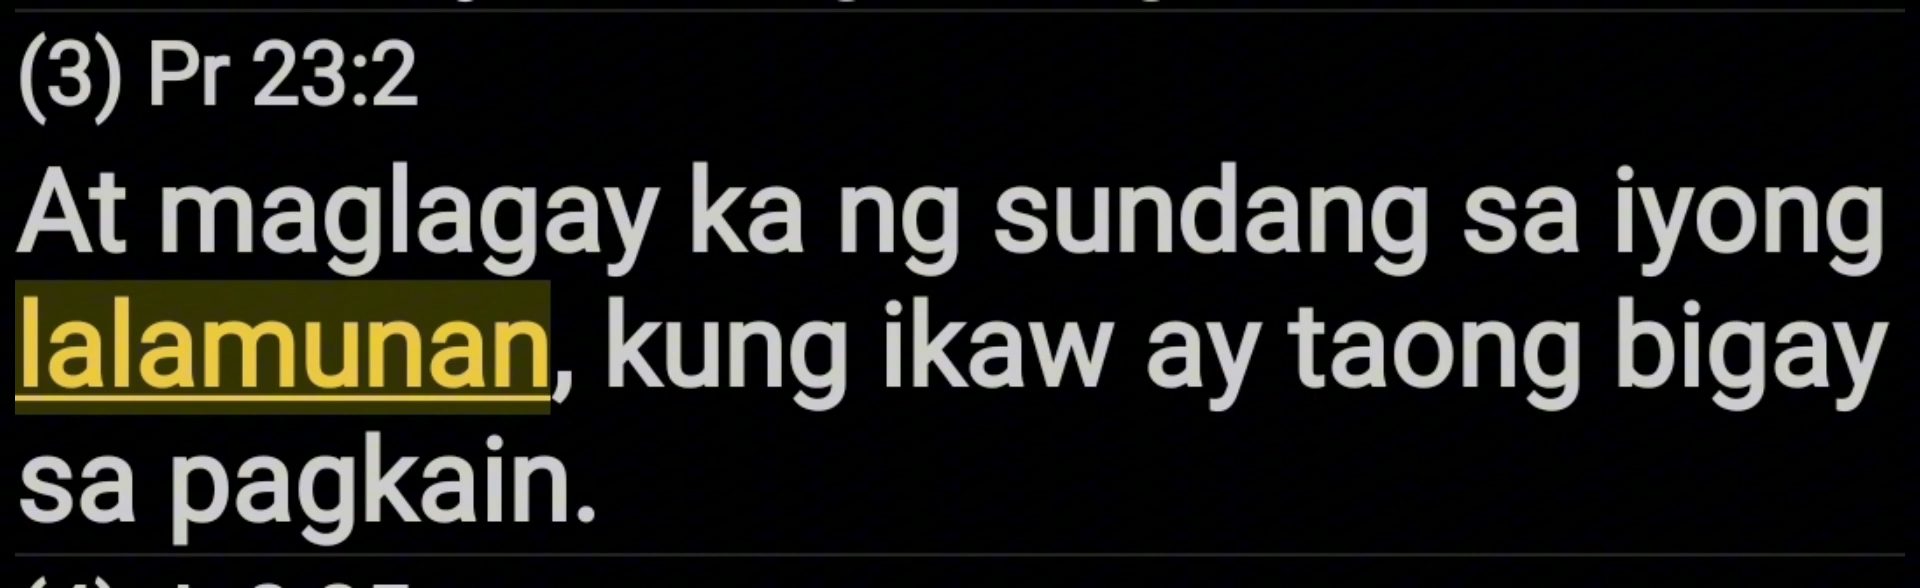 (3) Pr 23:2
At maglagay ka ng sundang sa iyong
lalamunan, kung ikaw ay taong bigay
sa pagkain.